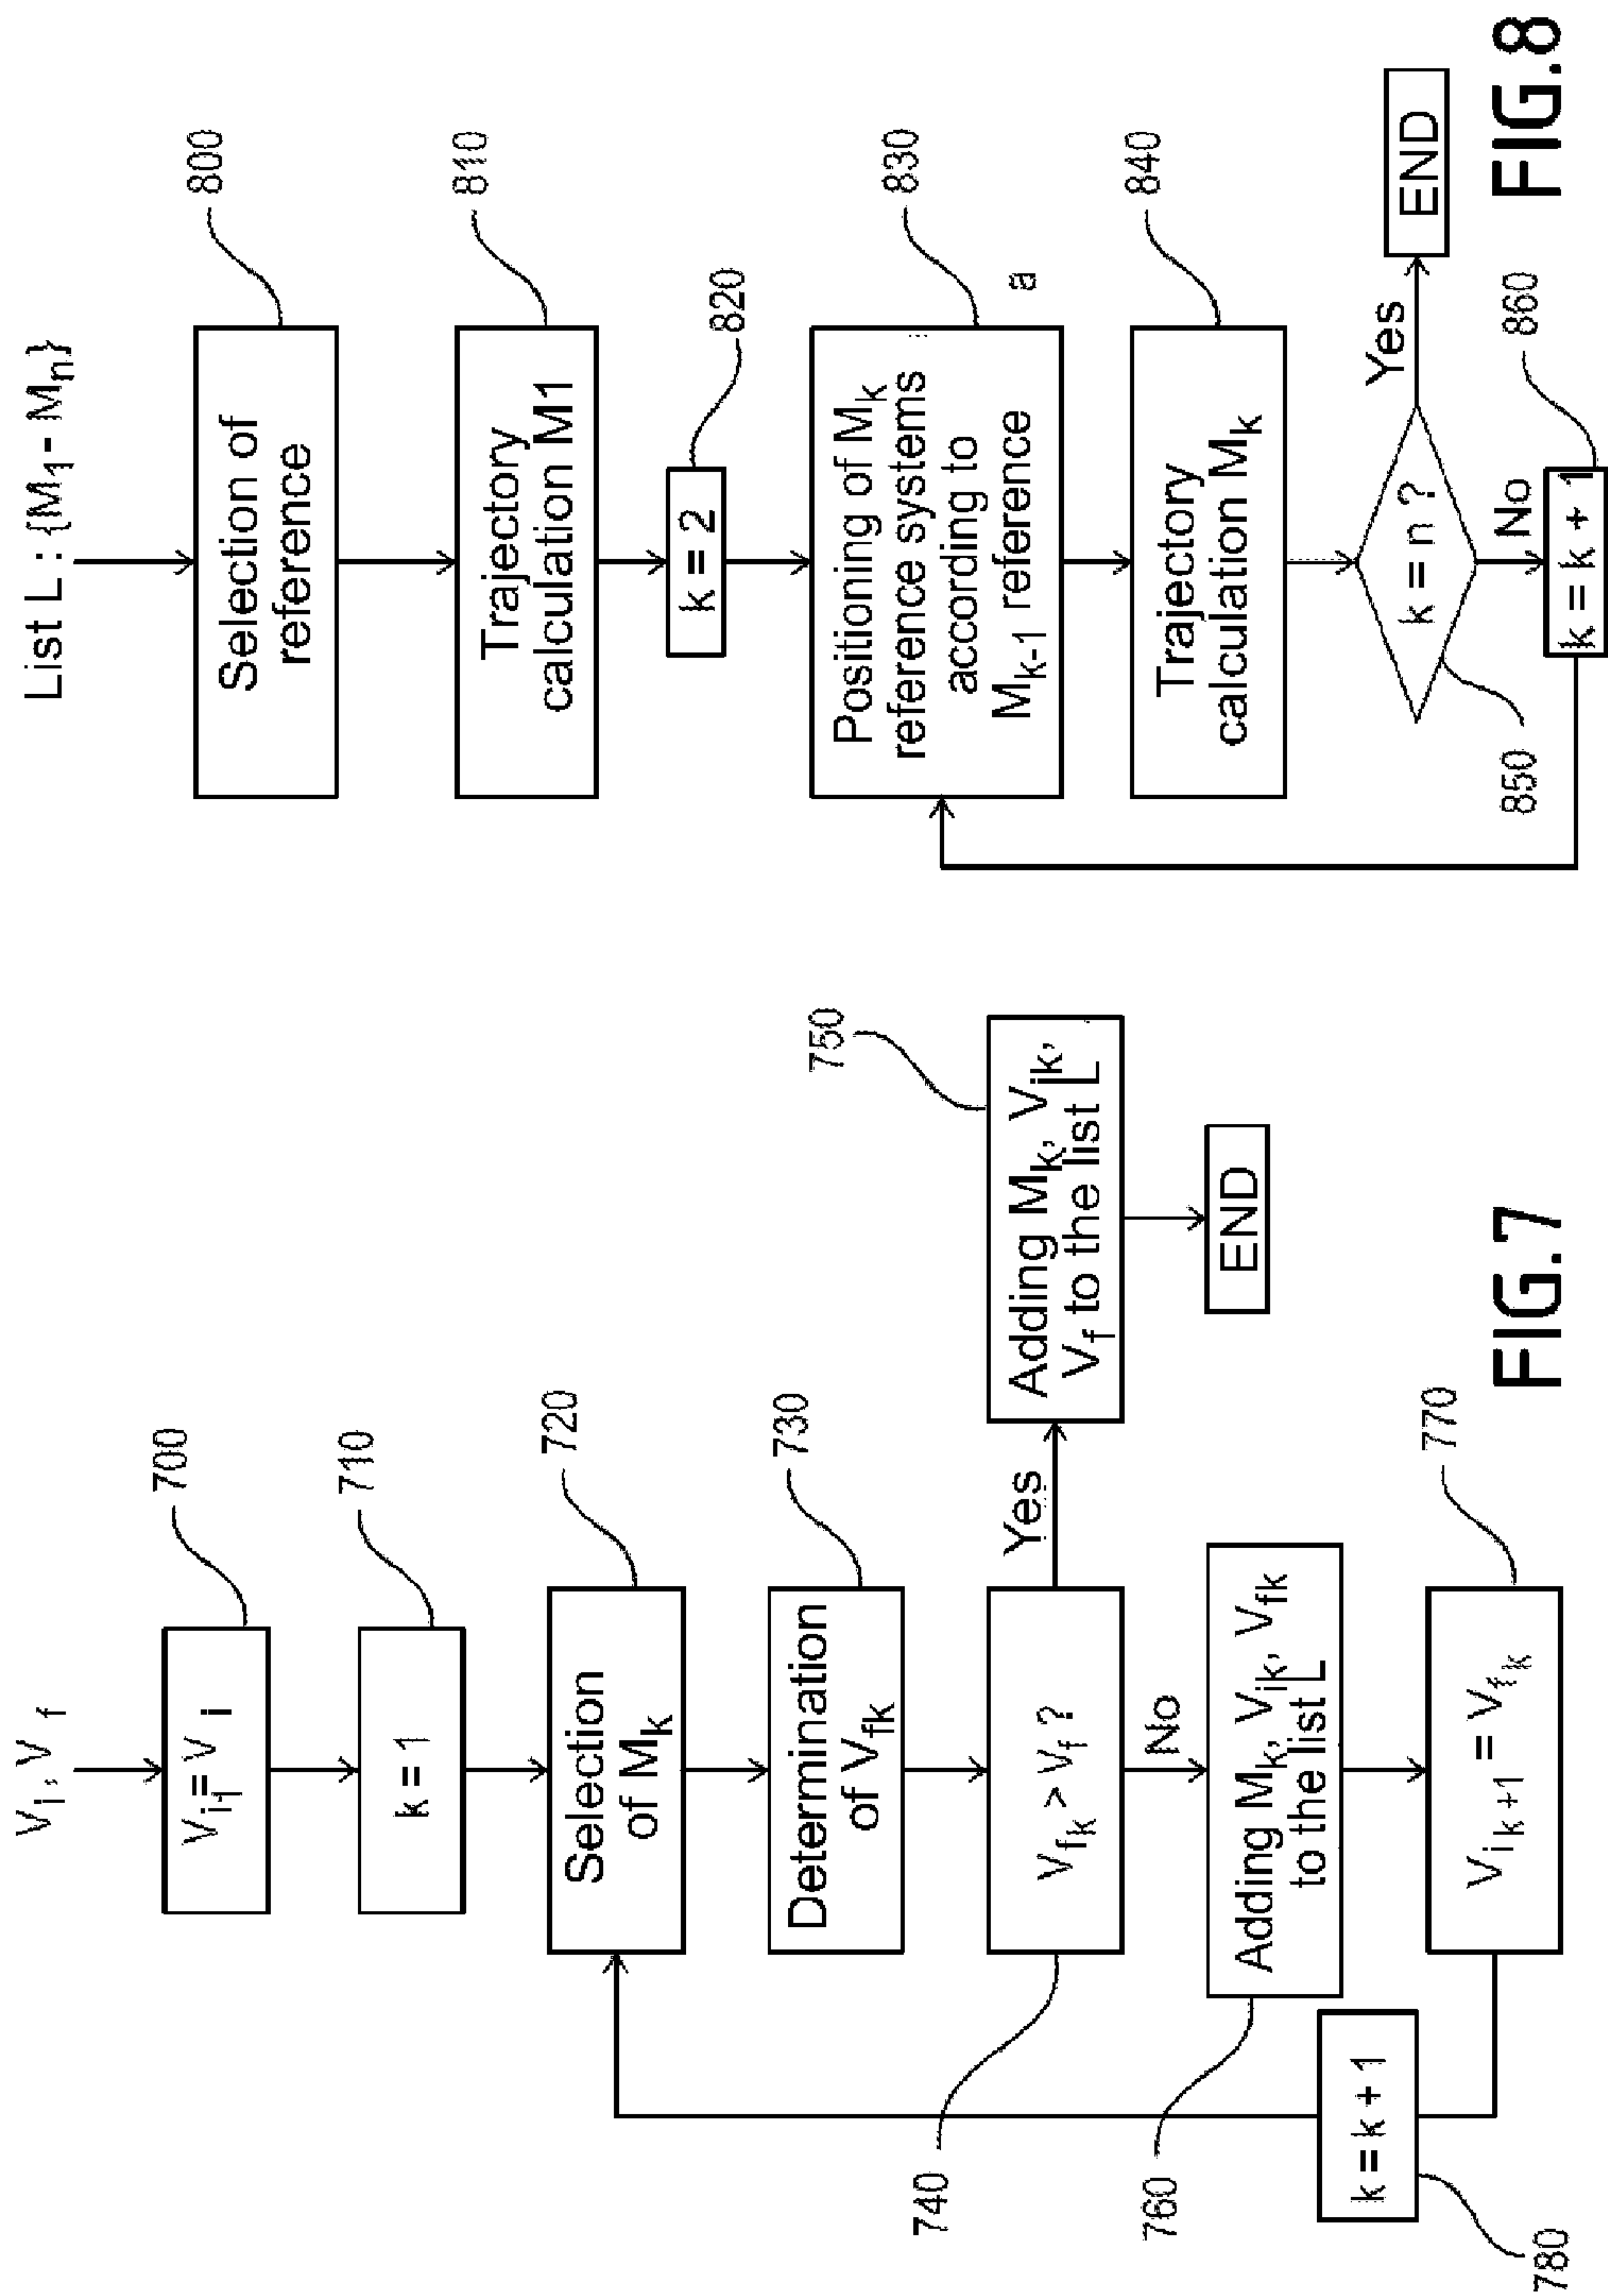 V i , V f
V i1 = V i
700
k = 1
710
Selection
of Mk
720
Determination
of Vfk
730
Vfk > Vf ?
740
Yes
Adding Mk, Vik,
Vf to the list L
750
END
No
Adding Mk, Vik, Vfk
to the list L
760
Vi k+1 = Vf k
770
k = k + 1
780
FIG.7
List L : {M1 - Mn}
Selection of
reference
800
Trajectory
calculation M1
810
k = 2
820
Positioning of Mk
reference systems
according to
Mk-1 reference
830
a
Trajectory
calculation Mk
840
k = n ?
850
Yes
END
No
k = k + 1
860
FIG.8